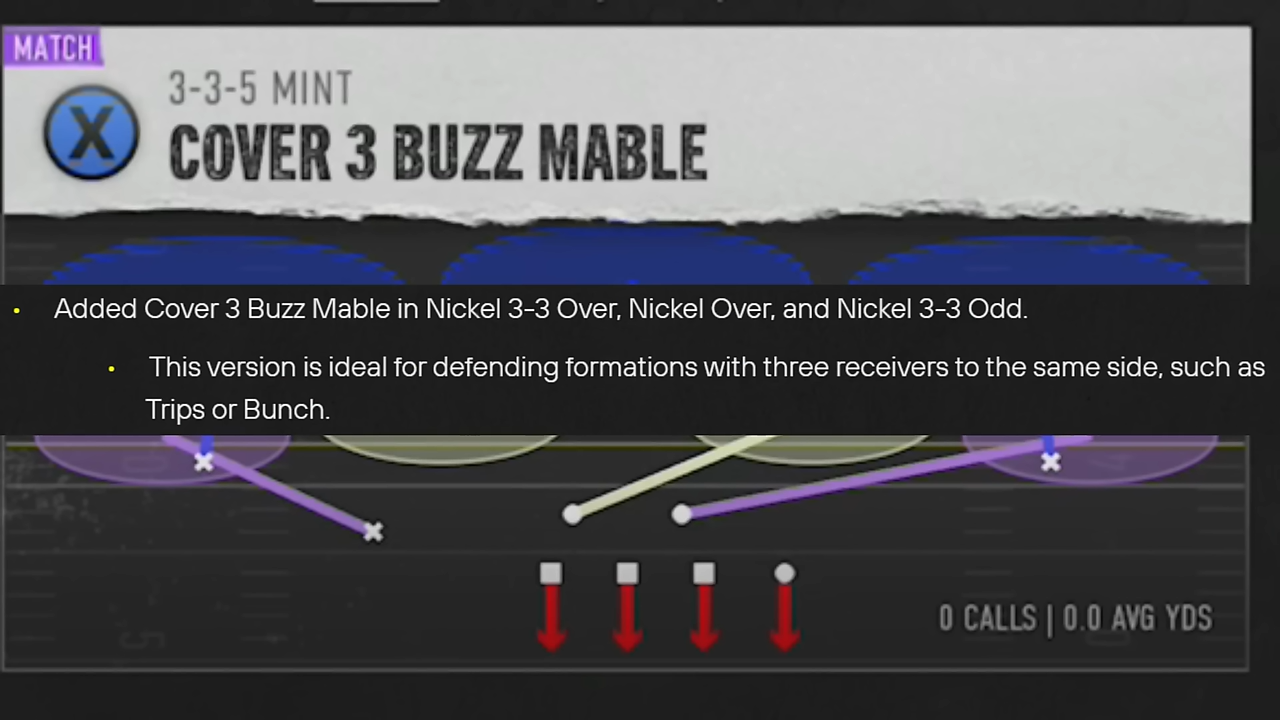 MATCH
X
3-3-5 MINT
COVER 3 BUZZ MABLE
• Added Cover 3 Buzz Mable in Nickel 3-3 Over, Nickel Over, and Nickel 3-3 Odd.
• This version is ideal for defending formations with three receivers to the same side, such as
Trips or Bunch.
0 CALLS | 0.0 AVG YDS